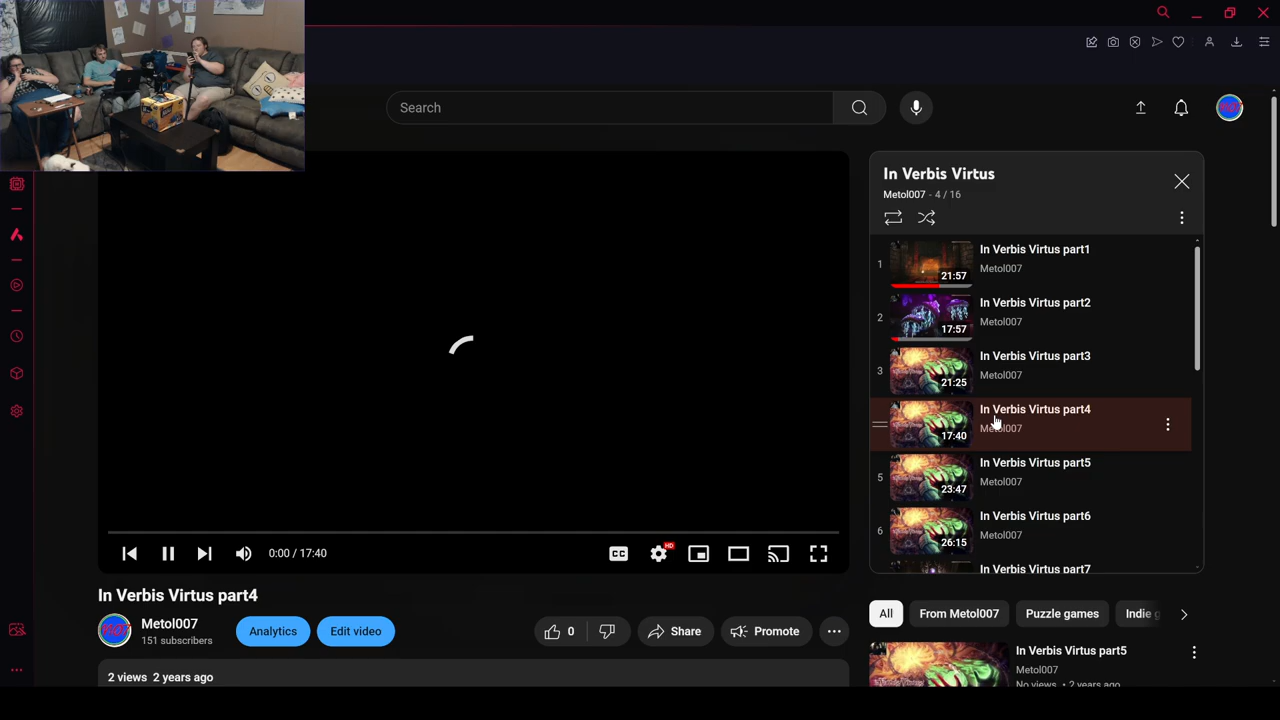 Search
In Verbis Virtus
Metol007 - 4 / 16
1
In Verbis Virtus part1
Metol007
21:57
2
In Verbis Virtus part2
Metol007
17:57
3
In Verbis Virtus part3
Metol007
21:25
In Verbis Virtus part4
Metol007
17:40
5
In Verbis Virtus part5
Metol007
23:47
6
In Verbis Virtus part6
Metol007
26:15
In Verbis Virtus part7
0:00 / 17:40
CC
HD
In Verbis Virtus part4
Metol007
151 subscribers
Analytics
Edit video
0
Share
Promote
2 views 2 years ago
All
From Metol007
Puzzle games
Indie g
In Verbis Virtus part5
Metol007
No views • 2 years ago